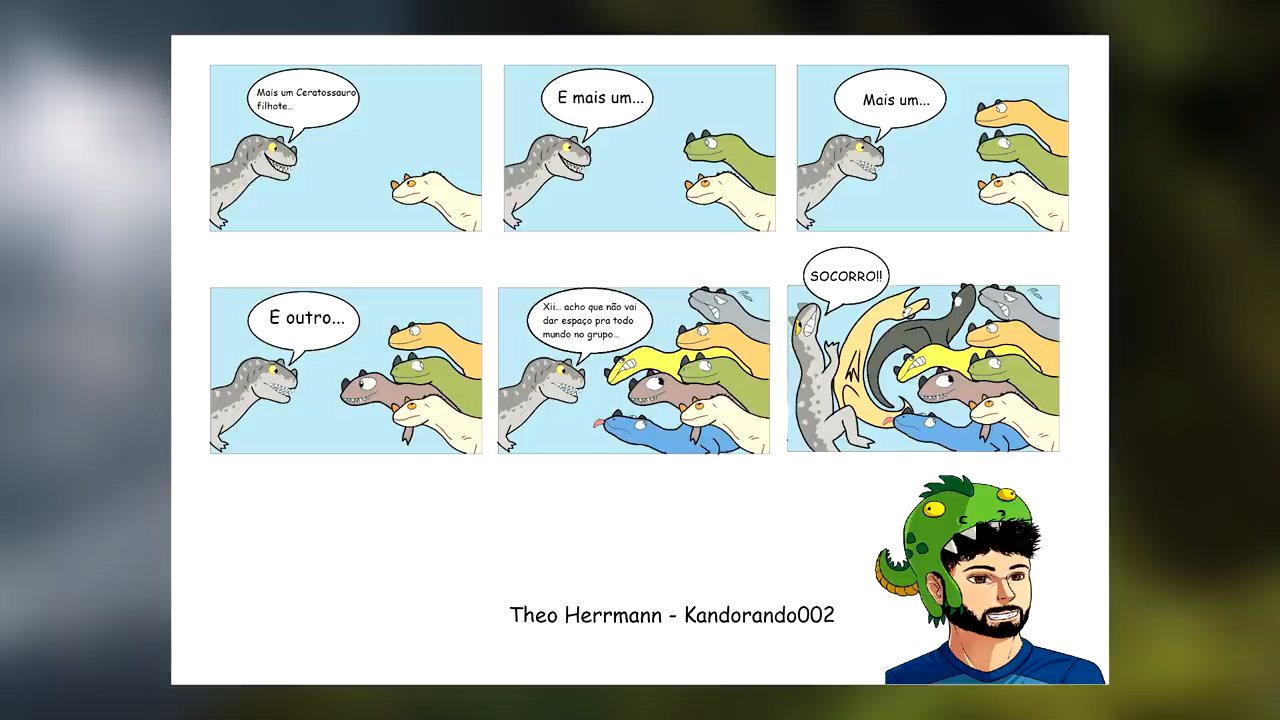 Mais um Ceratossauro
filhote...
E mais um...
Mais um...
E outro...
Xii... acho que não vai
dar espaço pra todo
mundo no grupo...
SOCORRO!!
Theo Herrmann - Kandorando002